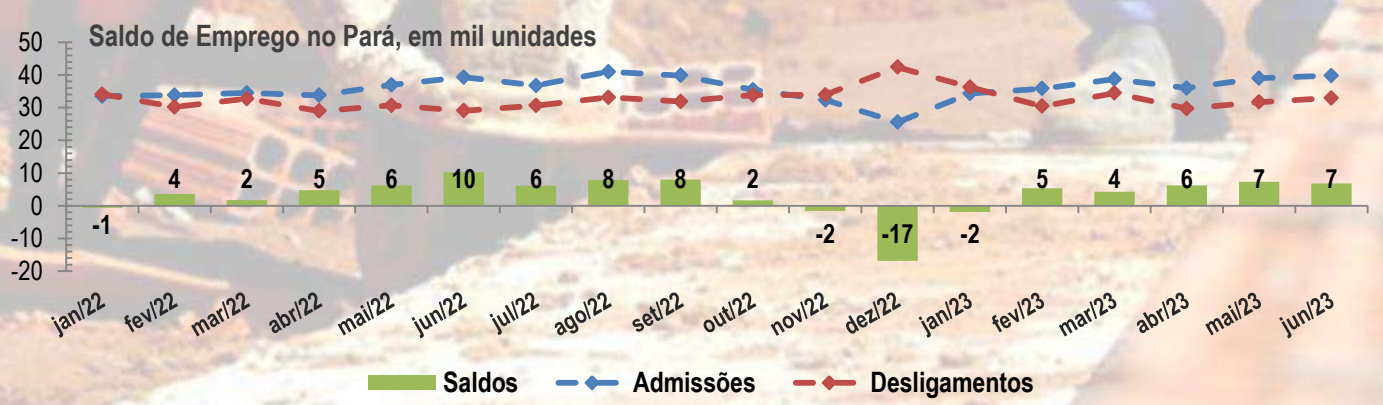 Saldo de Emprego no Pará, em mil unidades
50
40
30
20
10
0
-10
-20
-1
4
2
5
6
10
6
8
8
2
-2
-17
-2
5
4
6
7
7
jan/22
fev/22
mar/22
abr/22
mai/22
jun/22
jul/22
ago/22
set/22
out/22
nov/22
dez/22
jan/23
fev/23
mar/23
abr/23
mai/23
jun/23
Saldos Admissões Desligamentos